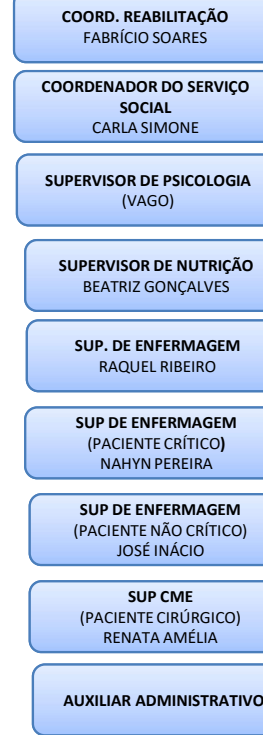 COORD. REABILITAÇÃO
FABRÍCIO SOARES
COORDENADOR DO SERVIÇO
SOCIAL
CARLA SIMONE
SUPERVISOR DE PSICOLOGIA
(VAGO)
SUPERVISOR DE NUTRIÇÃO
BEATRIZ GONÇALVES
SUP. DE ENFERMAGEM
RAQUEL RIBEIRO
SUP DE ENFERMAGEM
(PACIENTE CRÍTICO)
NAHYN PEREIRA
SUP DE ENFERMAGEM
(PACIENTE NÃO CRÍTICO)
JOSÉ INÁCIO
SUP CME
(PACIENTE CIRÚRGICO)
RENATA AMÉLIA
AUXILIAR ADMINISTRATIVO